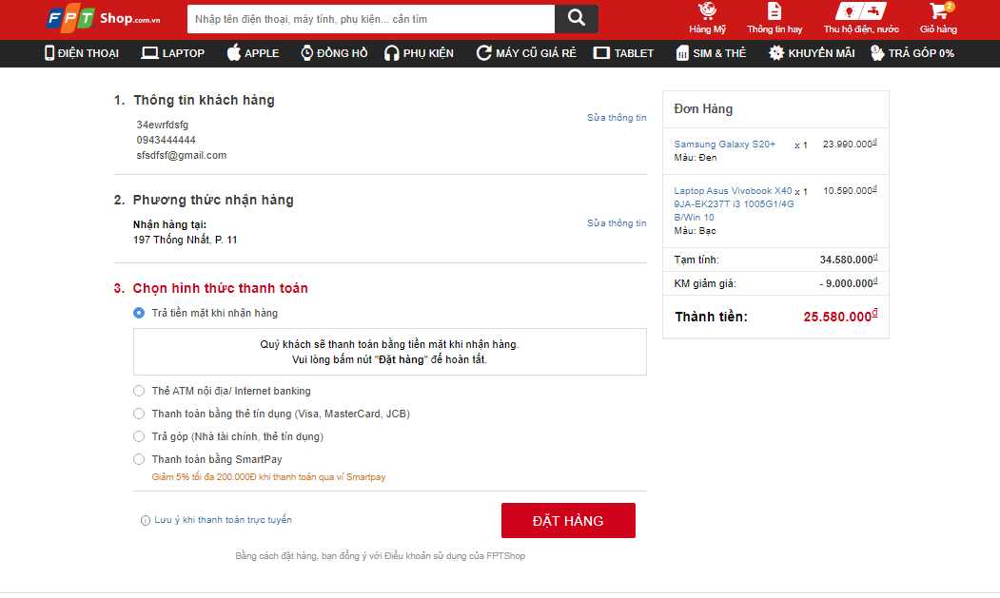 FPT Shop.com.vn
Nhập tên điện thoại, máy tính, phụ kiện... cần tìm
Hàng Mỹ
Thông tin hay
Thu hộ điện, nước
2
Giỏ hàng
ĐIỆN THOẠI
LAPTOP
APPLE
ĐỒNG HỒ
PHỤ KIỆN
MÁY CŨ GIÁ RẺ
TABLET
SIM & THẺ
KHUYẾN MÃI
TRẢ GÓP 0%
1. Thông tin khách hàng
34ewrfdsfg
0943444444
sfsdfsf@gmail.com
Sửa thông tin
2. Phương thức nhận hàng
Nhận hàng tại:
197 Thống Nhất, P. 11
Sửa thông tin
3. Chọn hình thức thanh toán
Trả tiền mặt khi nhận hàng
Quý khách sẽ thanh toán bằng tiền mặt khi nhận hàng.
Vui lòng bấm nút "Đặt hàng" để hoàn tất.
Thẻ ATM nội địa/ Internet banking
Thanh toán bằng thẻ tín dụng (Visa, MasterCard, JCB)
Trả góp (Nhà tài chính, thẻ tín dụng)
Thanh toán bằng SmartPay
Giảm 5% tối đa 200.000Đ khi thanh toán qua ví Smartpay
Lưu ý khi thanh toán trực tuyến
ĐẶT HÀNG
Bằng cách đặt hàng, bạn đồng ý với Điều khoản sử dụng của FPTShop
Đơn Hàng
Samsung Galaxy S20+ x 1 23.990.000đ
Màu: Đen
Laptop Asus Vivobook X40 x 1 10.590.000đ
9JA-EK237T i3 1005G1/4G
B/Win 10
Màu: Bạc
Tạm tính: 34.580.000đ
KM giảm giá: - 9.000.000đ
Thành tiền: 25.580.000đ